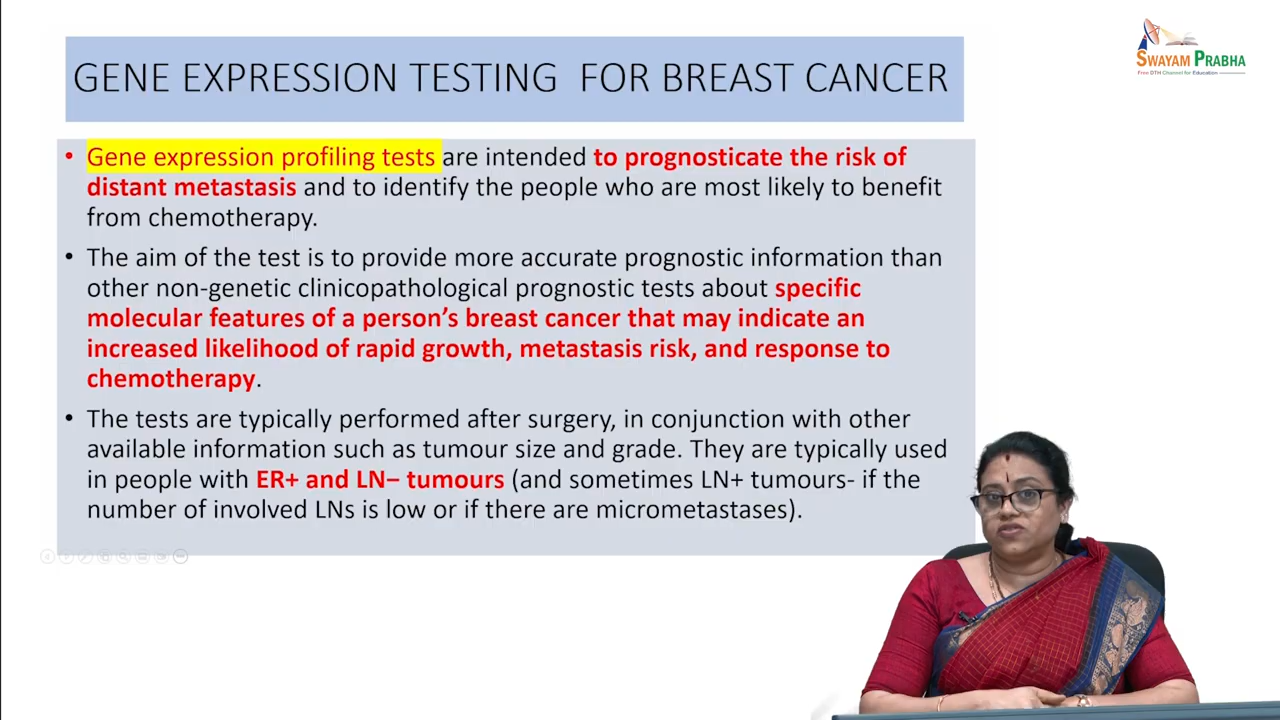 SWAYAM PRABHA
Free DTH Channel for Education
GENE EXPRESSION TESTING FOR BREAST CANCER
• Gene expression profiling tests are intended to prognosticate the risk of
distant metastasis and to identify the people who are most likely to benefit
from chemotherapy.
• The aim of the test is to provide more accurate prognostic information than
other non-genetic clinicopathological prognostic tests about specific
molecular features of a person's breast cancer that may indicate an
increased likelihood of rapid growth, metastasis risk, and response to
chemotherapy.
• The tests are typically performed after surgery, in conjunction with other
available information such as tumour size and grade. They are typically used
in people with ER+ and LN− tumours (and sometimes LN+ tumours- if the
number of involved LNs is low or if there are micrometastases).